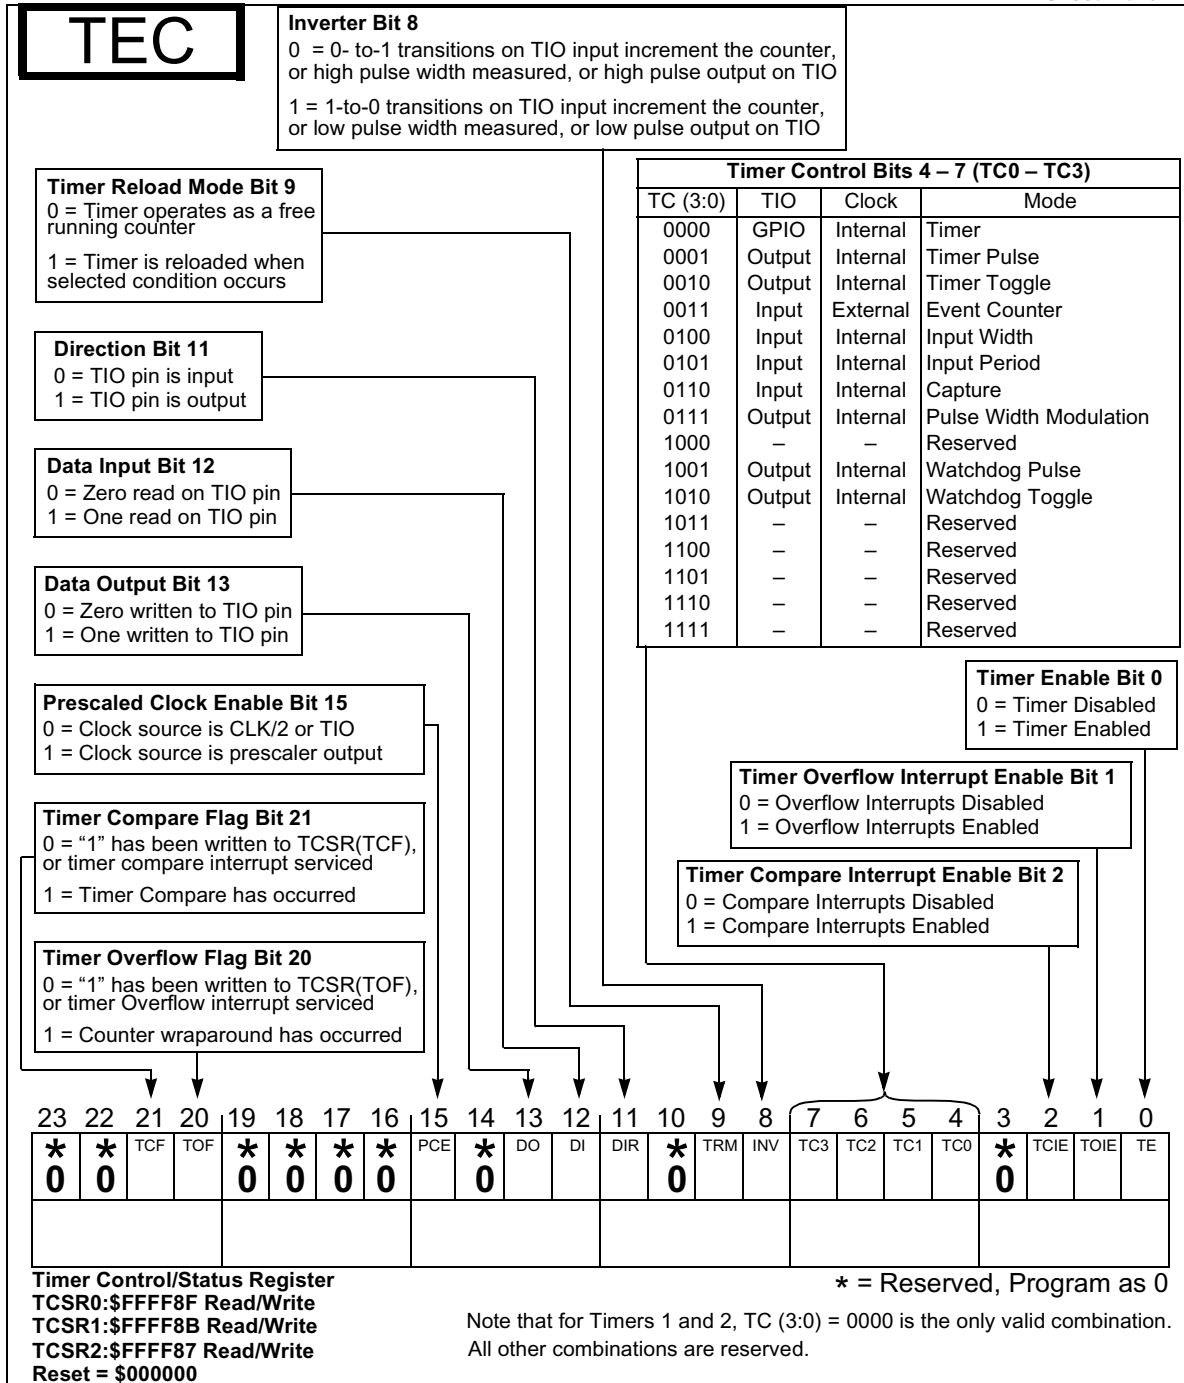 TEC
Inverter Bit 8
0 = 0- to-1 transitions on TIO input increment the counter,
or high pulse width measured, or high pulse output on TIO
1 = 1-to-0 transitions on TIO input increment the counter,
or low pulse width measured, or low pulse output on TIO
Timer Reload Mode Bit 9
0 = Timer operates as a free
running counter
1 = Timer is reloaded when
selected condition occurs
Direction Bit 11
0 = TIO pin is input
1 = TIO pin is output
Data Input Bit 12
0 = Zero read on TIO pin
1 = One read on TIO pin
Data Output Bit 13
0 = Zero written to TIO pin
1 = One written to TIO pin
Prescaled Clock Enable Bit 15
0 = Clock source is CLK/2 or TIO
1 = Clock source is prescaler output
Timer Compare Flag Bit 21
0 = “1” has been written to TCSR(TCF),
or timer compare interrupt serviced
1 = Timer Compare has occurred
Timer Overflow Flag Bit 20
0 = “1” has been written to TCSR(TOF),
or timer Overflow interrupt serviced
1 = Counter wraparound has occurred
Timer Control Bits 4 – 7 (TC0 – TC3)
TC (3:0) TIO Clock Mode
0000 GPIO Internal Timer
0001 Output Internal Timer Pulse
0010 Output Internal Timer Toggle
0011 Input External Event Counter
0100 Input Internal Input Width
0101 Input Internal Input Period
0110 Input Internal Capture
0111 Output Internal Pulse Width Modulation
1000 – – Reserved
1001 Output Internal Watchdog Pulse
1010 Output Internal Watchdog Toggle
1011 – – Reserved
1100 – – Reserved
1101 – – Reserved
1110 – – Reserved
1111 – – Reserved
Timer Enable Bit 0
0 = Timer Disabled
1 = Timer Enabled
Timer Overflow Interrupt Enable Bit 1
0 = Overflow Interrupts Disabled
1 = Overflow Interrupts Enabled
Timer Compare Interrupt Enable Bit 2
0 = Compare Interrupts Disabled
1 = Compare Interrupts Enabled
23 22 21 20 19 18 17 16 15 14 13 12 11 10 9 8 7 6 5 4 3 2 1 0
* * TCF TOF * * * * PCE * DO DI DIR * TRM INV TC3 TC2 TC1 TC0 * TCIE TOIE TE
0 0 0 0 0 0 0 0 0
Timer Control/Status Register
TCSR0:$FFFF8F Read/Write
TCSR1:$FFFF8B Read/Write
TCSR2:$FFFF87 Read/Write
Reset = $000000
* = Reserved, Program as 0
Note that for Timers 1 and 2, TC (3:0) = 0000 is the only valid combination.
All other combinations are reserved.